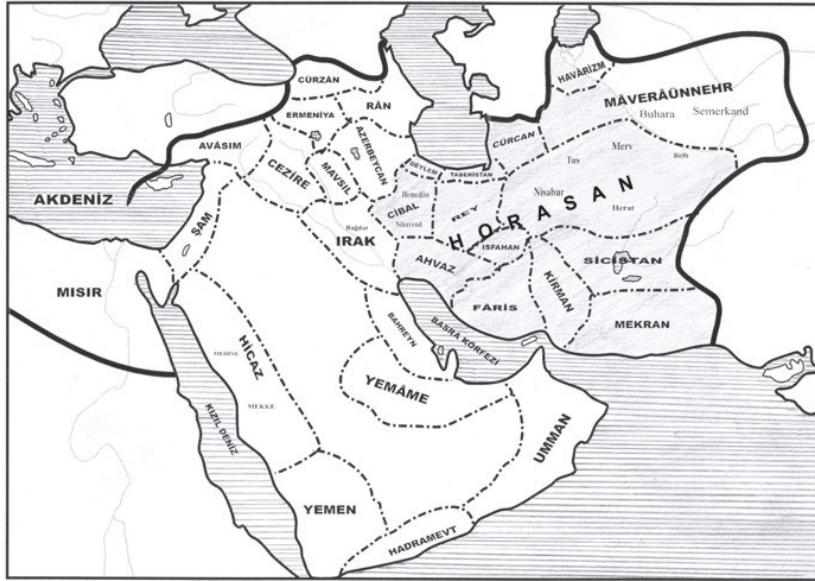 CÜRZÂN
HAVÂRİZM
RÂN
MÂVERÂÜNNEHR
ERMENİYA
Buhara Semerkand
AZERBEYCAN
CÜRCAN
AVÂSIM
Merv
Tus
Belh
CEZİRE
MAVSIL
DEYLEM
TABERİSTAN
AKDENİZ
Hemedân
Nisabur
CİBAL
REY
HORASAN
Herat
ŞAM
Bağdat
Nihavend
IRAK
ISFAHAN
SİCİSTAN
AHVAZ
KİRMAN
MISIR
FÂRİS
MEKRAN
BAHREYN
BASRA KÖRFEZİ
HİCAZ
MEDİNE
YEMÂME
MEKKE
KIZIL DENİZ
UMMAN
YEMEN
HADRAMEVT